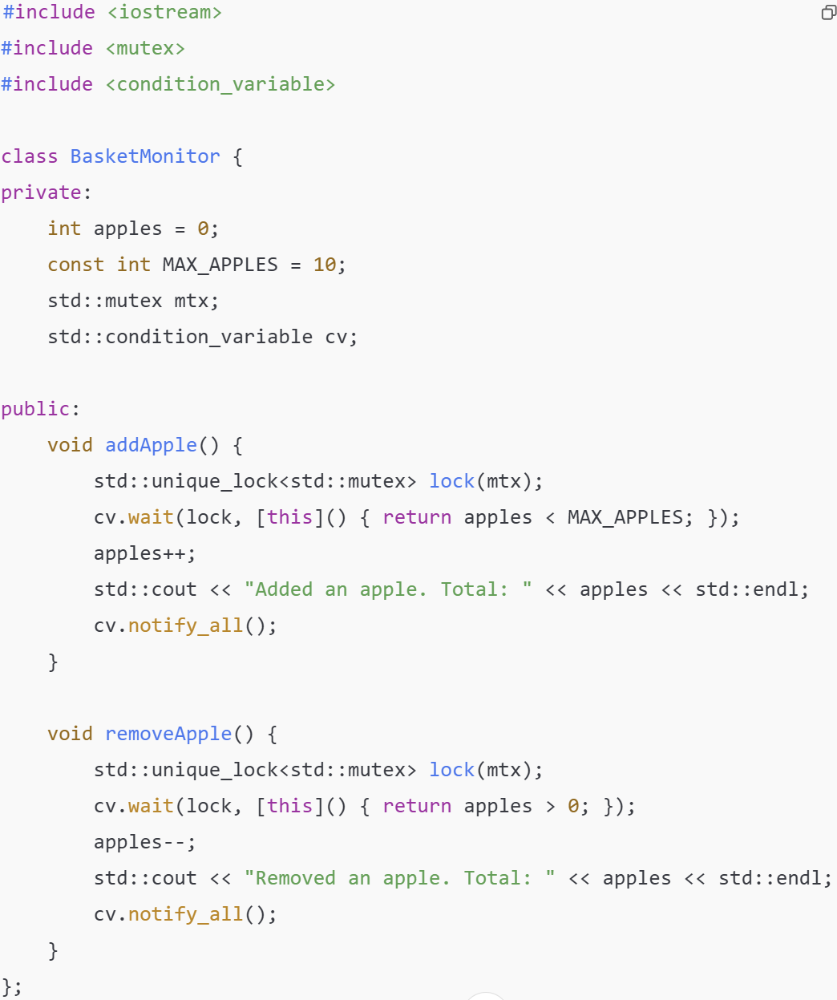 #include <iostream>
#include <mutex>
#include <condition_variable>
class BasketMonitor {
private:
    int apples = 0;
    const int MAX_APPLES = 10;
    std::mutex mtx;
    std::condition_variable cv;
public:
    void addApple() {
        std::unique_lock<std::mutex> lock(mtx);
        cv.wait(lock, [this]() { return apples < MAX_APPLES; });
        apples++;
        std::cout << "Added an apple. Total: " << apples << std::endl;
        cv.notify_all();
    }
    void removeApple() {
        std::unique_lock<std::mutex> lock(mtx);
        cv.wait(lock, [this]() { return apples > 0; });
        apples--;
        std::cout << "Removed an apple. Total: " << apples << std::endl;
        cv.notify_all();
    }
};